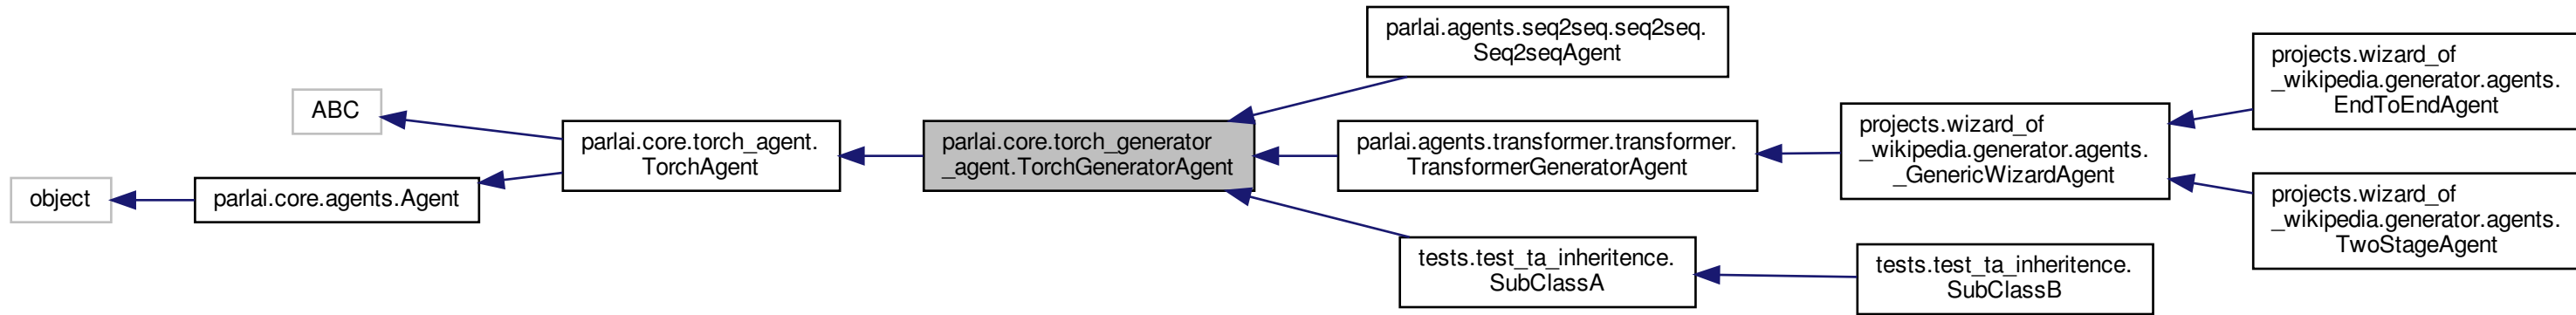 object
ABC
parlai.core.agents.Agent
parlai.core.torch_agent.
TorchAgent
parlai.core.torch_generator
_agent.TorchGeneratorAgent
parlai.agents.seq2seq.seq2seq.
Seq2seqAgent
parlai.agents.transformer.transformer.
TransformerGeneratorAgent
tests.test_ta_inheritence.
SubClassA
projects.wizard_of
_wikipedia.generator.agents.
_GenericWizardAgent
tests.test_ta_inheritence.
SubClassB
projects.wizard_of
_wikipedia.generator.agents.
EndToEndAgent
projects.wizard_of
_wikipedia.generator.agents.
TwoStageAgent